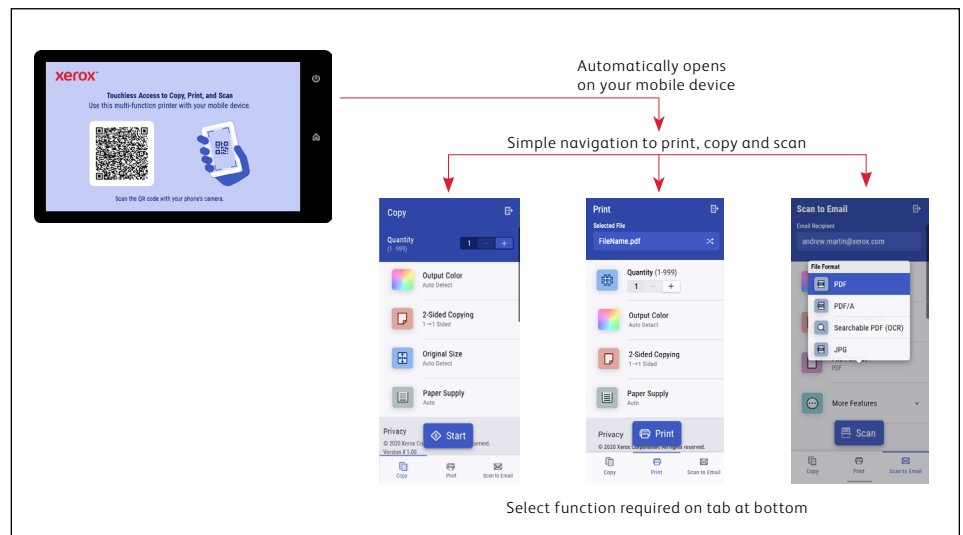 xerox™
Touchless Access to Copy, Print, and Scan
Use this multi-function printer with your mobile device.
Scan the QR code with your phone's camera.
Automatically opens
on your mobile device
Simple navigation to print, copy and scan
Copy
Quantity
(1-999)
1 − +
Output Color
Auto Detect
2-Sided Copying
1→1 Sided
Original Size
Auto Detect
Paper Supply
Auto
Privacy
Start
© 2020 Xerox Co served.
Version # 1.00
Copy Print Scan to Email
Print
Selected File
FileName.pdf
Quantity (1-999)
1 − +
Output Color
Auto Detect
2-Sided Copying
1→1 Sided
Paper Supply
Auto
Privacy
Print
© 2020 Xerox Corporation. All rights reserved.
Copy Print Scan to Email
Scan to Email
Email Recipient
andrew.martin@xerox.com
File Format
PDF
PDF/A
Searchable PDF (OCR)
JPG
PDF
More Features
Scan
Copy Print Scan to Email
Select function required on tab at bottom